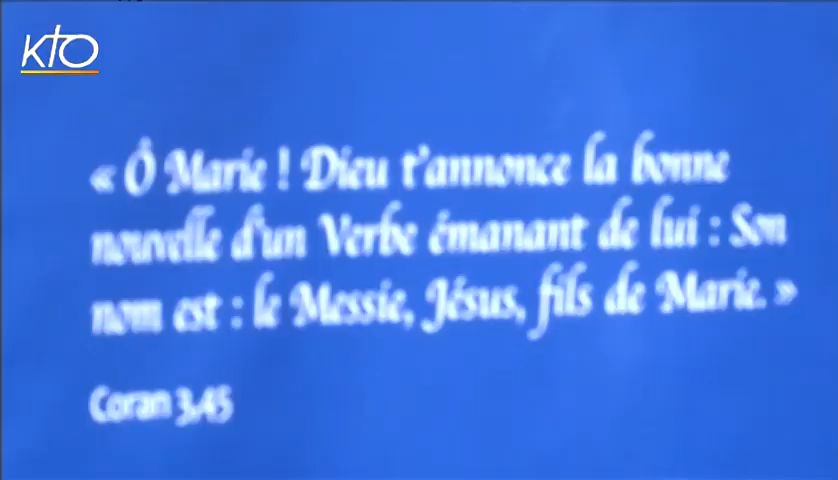 KTO
« Ô Marie ! Dieu t'annonce la bonne
nouvelle d'un Verbe émanant de lui : Son
nom est : le Messie, Jésus, fils de Marie. »
Coran 3,45